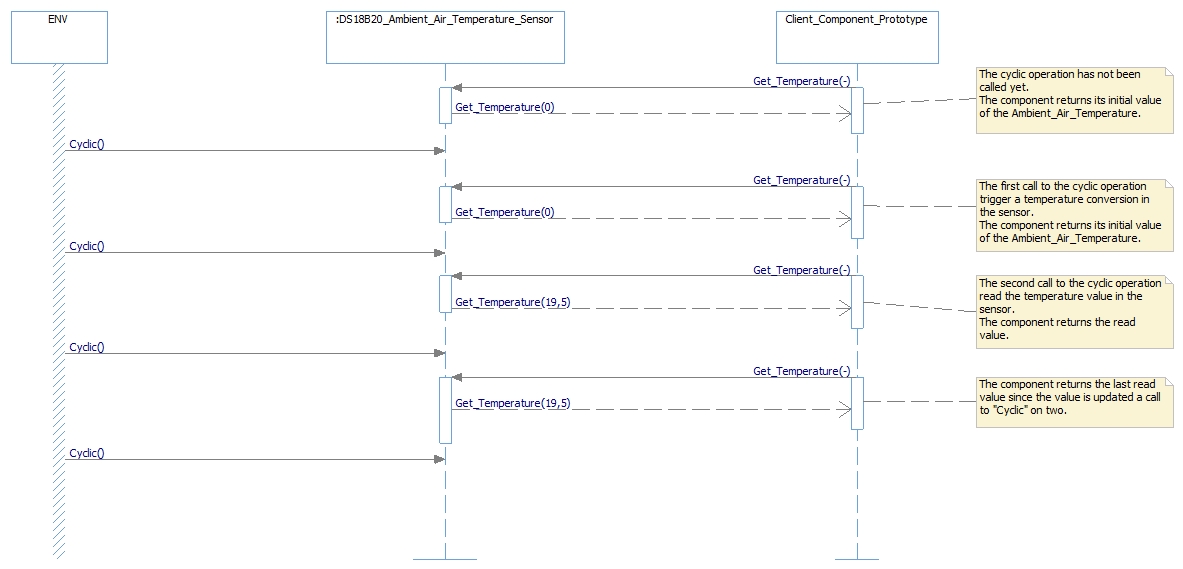 ENV
:DS18B20_Ambient_Air_Temperature_Sensor
Client_Component_Prototype
Get_Temperature(-)
The cyclic operation has not been
called yet.
The component returns its initial value
of the Ambient_Air_Temperature.
Get_Temperature(0)
Cyclic()
Get_Temperature(-)
The first call to the cyclic operation
trigger a temperature conversion in
the sensor.
The component returns its initial value
of the Ambient_Air_Temperature.
Get_Temperature(0)
Cyclic()
Get_Temperature(-)
The second call to the cyclic operation
read the temperature value in the
sensor.
The component returns the read
value.
Get_Temperature(19,5)
Cyclic()
Get_Temperature(-)
The component returns the last read
value since the value is updated a call
to "Cyclic" on two.
Get_Temperature(19,5)
Cyclic()